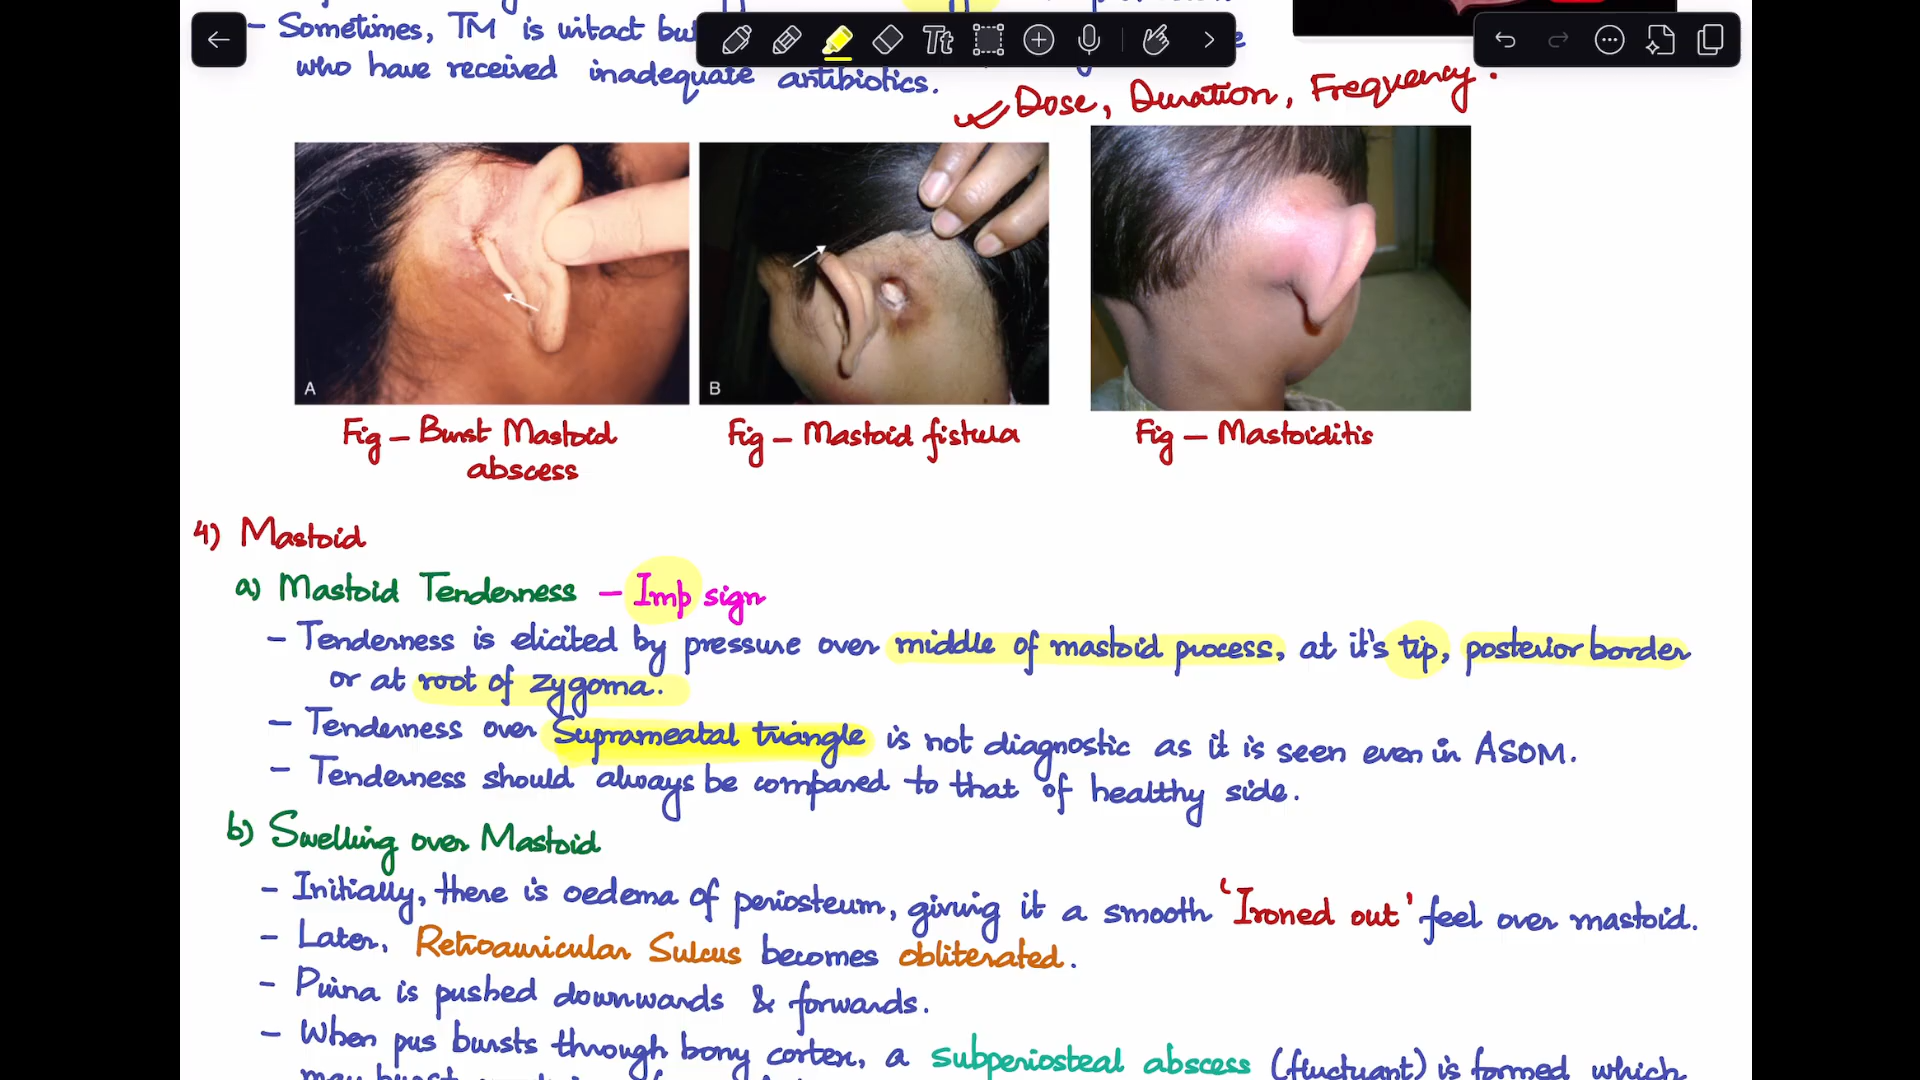 - Sometimes, TM is intact but
who have received inadequate antibiotics.
Dose, Duration, Frequency.
Tt
A
B
Fig - Burst Mastoid
abscess
Fig - Mastoid fistula
Fig - Mastoiditis
4) Mastoid
a) Mastoid Tenderness - Imp sign
- Tenderness is elicited by pressure over middle of mastoid process, at it's tip, posterior border
or at root of zygoma.
- Tenderness over Suprameatal triangle is not diagnostic as it is seen even in ASOM.
- Tenderness should always be compared to that of healthy side.
b) Swelling over Mastoid
- Initially, there is oedema of periosteum, giving it a smooth 'Ironed out' feel over mastoid.
- Later, Retroauricular Sulcus becomes obliterated.
- Pinna is pushed downwards & forwards.
- When pus bursts through bony cortex, a subperiosteal abscess (fluctuant) is formed which
may burst